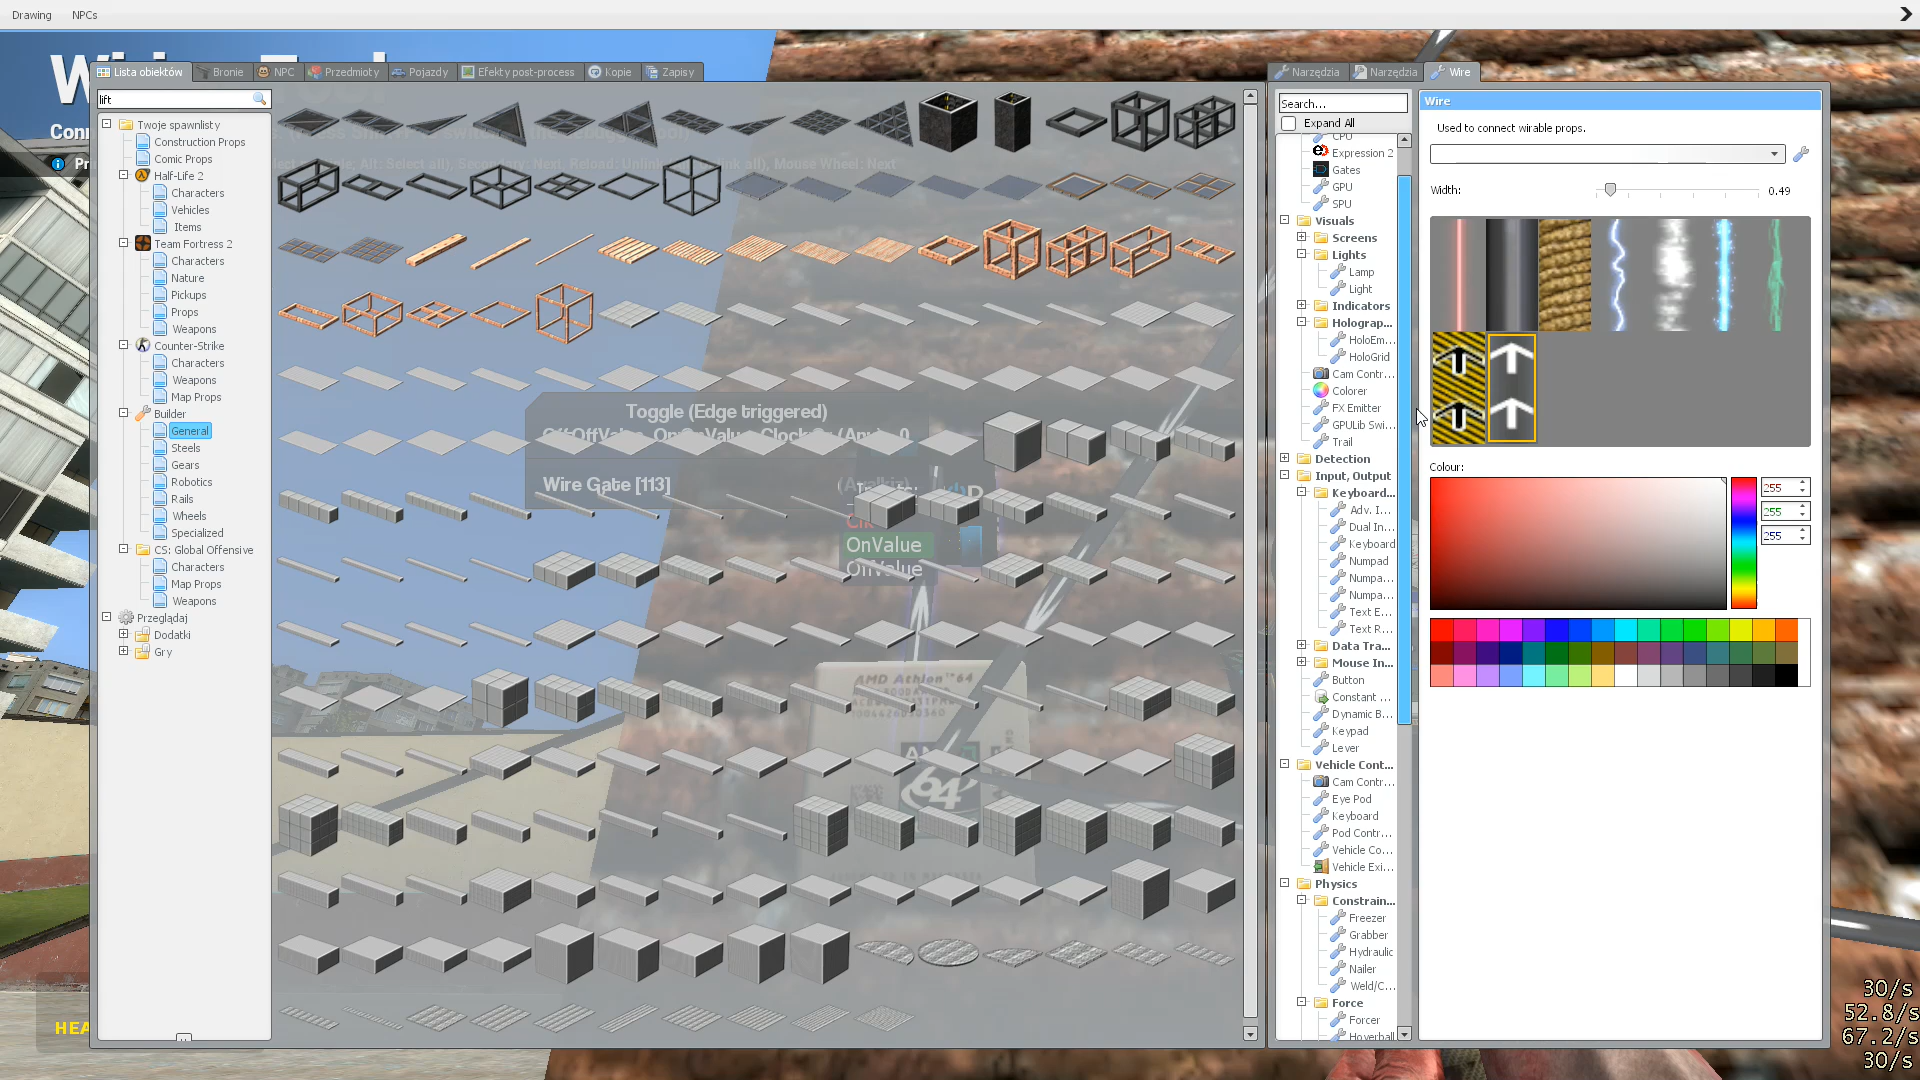 Drawing
NPCs
Lista obiektów
Bronie
NPC
Przedmioty
Pojazdy
Efekty post-process
Kopie
Zapisy
lift
Twoje spawnlisty
Construction Props
Comic Props
Half-Life 2
Characters
Vehicles
Items
Team Fortress 2
Characters
Nature
Pickups
Props
Weapons
Counter-Strike
Characters
Weapons
Map Props
Builder
General
Steels
Gears
Robotics
Rails
Wheels
Specialized
CS: Global Offensive
Characters
Map Props
Weapons
Przeglądaj
Dodatki
Gry
Toggle (Edge triggered)
Wire Gate [113]
OnValue
OnValue
AMD Athlon™64
64
HEA
Narzędzia
Narzędzia
Wire
Search...
Expand All
CPU
Expression 2
Gates
GPU
SPU
Visuals
Screens
Lights
Lamp
Light
Indicators
Holograp...
HoloEm...
HoloGrid
Cam Contr...
Colorer
FX Emitter
GPULib Swi...
Trail
Detection
Input, Output
Keyboard...
Adv. I...
Dual In...
Keyboard
Numpad
Numpa...
Numpa...
Text E...
Text R...
Data Tra...
Mouse In...
Button
Constant ...
Dynamic B...
Keypad
Lever
Vehicle Cont...
Cam Contr...
Eye Pod
Keyboard
Pod Contr...
Vehicle Co...
Vehicle Exi...
Physics
Constrain...
Freezer
Grabber
Hydraulic
Nailer
Weld/C...
Force
Forcer
Hoverball
Wire
Used to connect wirable props.
Width:
0.49
Colour:
255
255
255
30/s
52.8/s
67.2/s
30/s